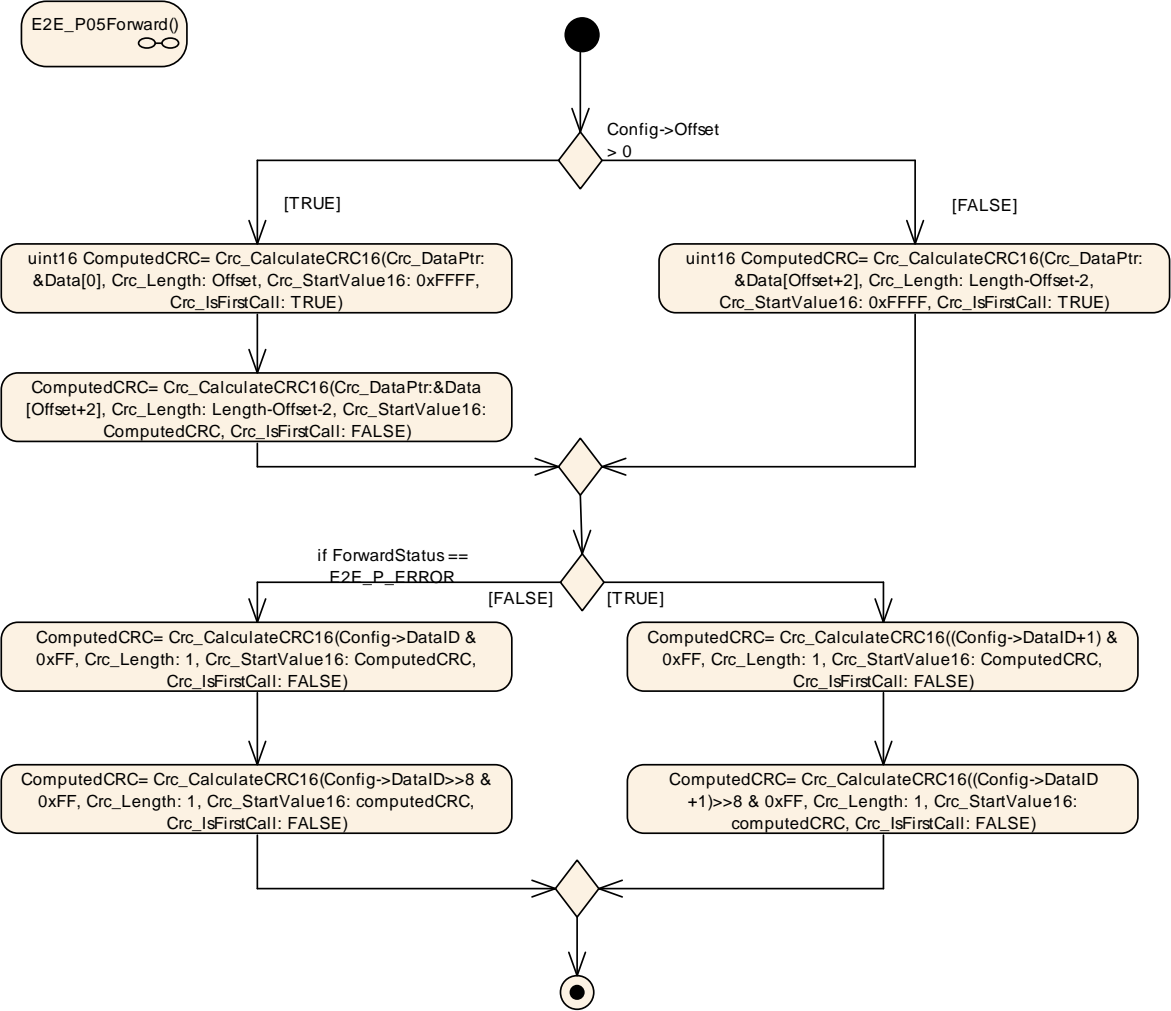 E2E_P05Forward()
Config->Offset
> 0
[TRUE]
[FALSE]
uint16 ComputedCRC= Crc_CalculateCRC16(Crc_DataPtr:
&Data[0], Crc_Length: Offset, Crc_StartValue16: 0xFFFF,
Crc_IsFirstCall: TRUE)
uint16 ComputedCRC= Crc_CalculateCRC16(Crc_DataPtr:
&Data[Offset+2], Crc_Length: Length-Offset-2,
Crc_StartValue16: 0xFFFF, Crc_IsFirstCall: TRUE)
ComputedCRC= Crc_CalculateCRC16(Crc_DataPtr:&Data
[Offset+2], Crc_Length: Length-Offset-2, Crc_StartValue16:
ComputedCRC, Crc_IsFirstCall: FALSE)
if ForwardStatus ==
E2E_P_ERROR
[FALSE]
[TRUE]
ComputedCRC= Crc_CalculateCRC16(Config->DataID &
0xFF, Crc_Length: 1, Crc_StartValue16: ComputedCRC,
Crc_IsFirstCall: FALSE)
ComputedCRC= Crc_CalculateCRC16((Config->DataID+1) &
0xFF, Crc_Length: 1, Crc_StartValue16: ComputedCRC,
Crc_IsFirstCall: FALSE)
ComputedCRC= Crc_CalculateCRC16(Config->DataID>>8 &
0xFF, Crc_Length: 1, Crc_StartValue16: computedCRC,
Crc_IsFirstCall: FALSE)
ComputedCRC= Crc_CalculateCRC16((Config->DataID
+1)>>8 & 0xFF, Crc_Length: 1, Crc_StartValue16:
computedCRC, Crc_IsFirstCall: FALSE)